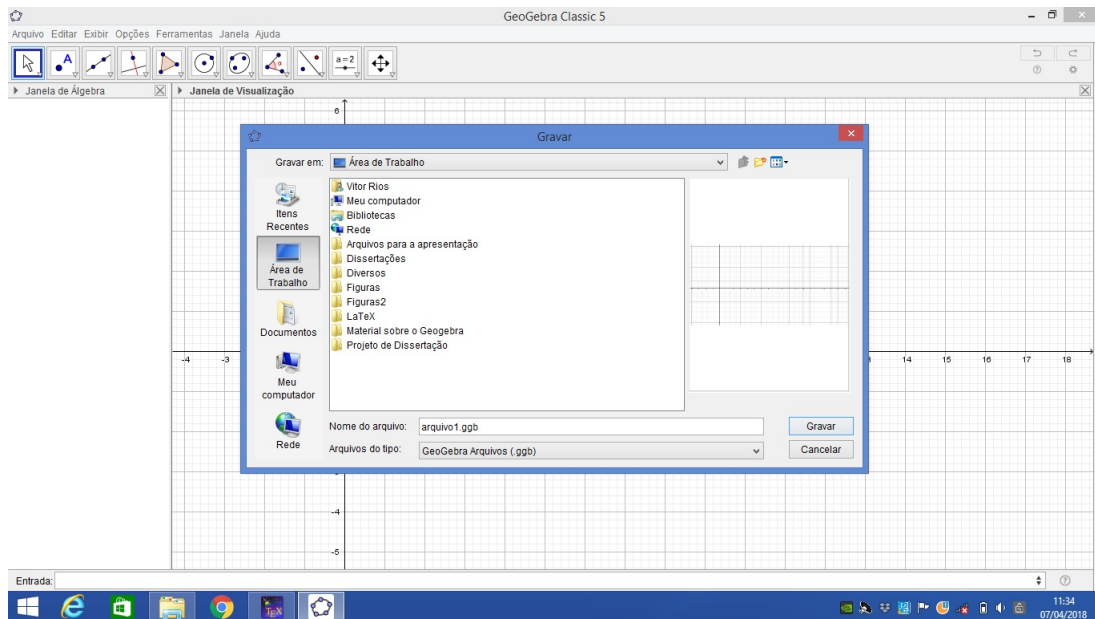 GeoGebra Classic 5
Arquivo Editar Exibir Opções Ferramentas Janela Ajuda
A
a = 2
Janela de Álgebra
Janela de Visualização
6
Gravar
Gravar em: Área de Trabalho
Itens
Recentes
Área de
Trabalho
Documentos
Meu
computador
Rede
Vitor Rios
Meu computador
Bibliotecas
Rede
Arquivos para a apresentação
Dissertações
Diversos
Figuras
Figuras2
LaTeX
Material sobre o Geogebra
Projeto de Dissertação
Nome do arquivo: arquivo1.ggb Gravar
Arquivos do tipo: GeoGebra Arquivos (.ggb) Cancelar
-4 -3 14 15 16 17 18
-4
-5
Entrada:
TEX
11:34
07/04/2018